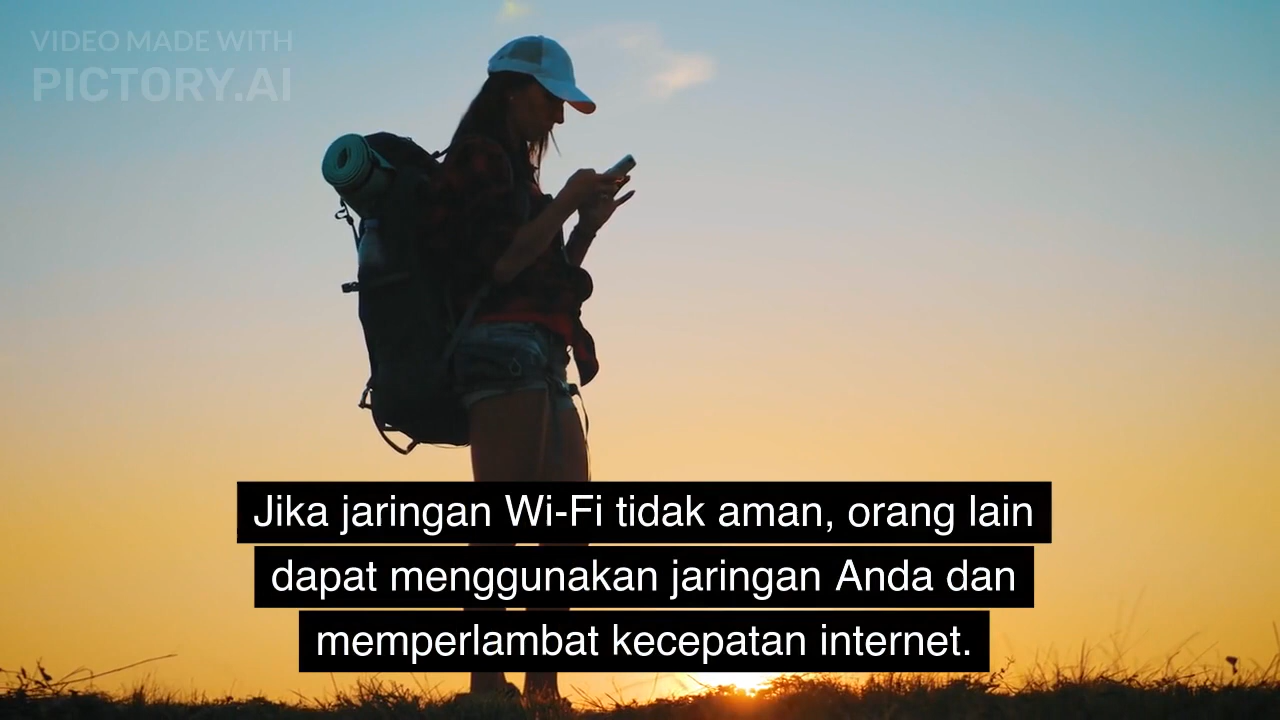 VIDEO MADE WITH
PICTORY.AI
Jika jaringan Wi-Fi tidak aman, orang lain
dapat menggunakan jaringan Anda dan
memperlambat kecepatan internet.